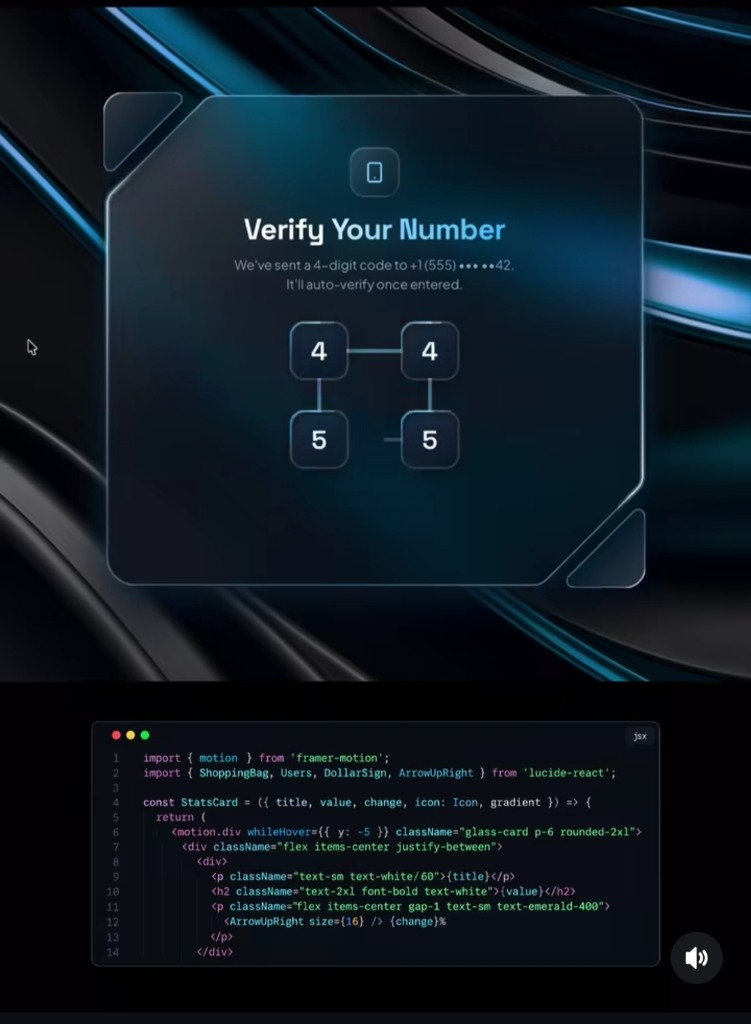 Verify Your Number
We've sent a 4-digit code to +1 (555) ••• ••42.
It'll auto-verify once entered.
4 4
5 5
jsx
1 import { motion } from 'framer-motion';
2 import { ShoppingBag, Users, DollarSign, ArrowUpRight } from 'lucide-react';
3
4 const StatsCard = ({ title, value, change, icon: Icon, gradient }) => {
5 return (
6 <motion.div whileHover={{ y: -5 }} className="glass-card p-6 rounded-2xl">
7 <div className="flex items-center justify-between">
8 <div>
9 <p className="text-sm text-white/60">{title}</p>
10 <h2 className="text-2xl font-bold text-white">{value}</h2>
11 <p className="flex items-center gap-1 text-sm text-emerald-400">
12 <ArrowUpRight size={16} /> {change}%
13 </p>
14 </div>